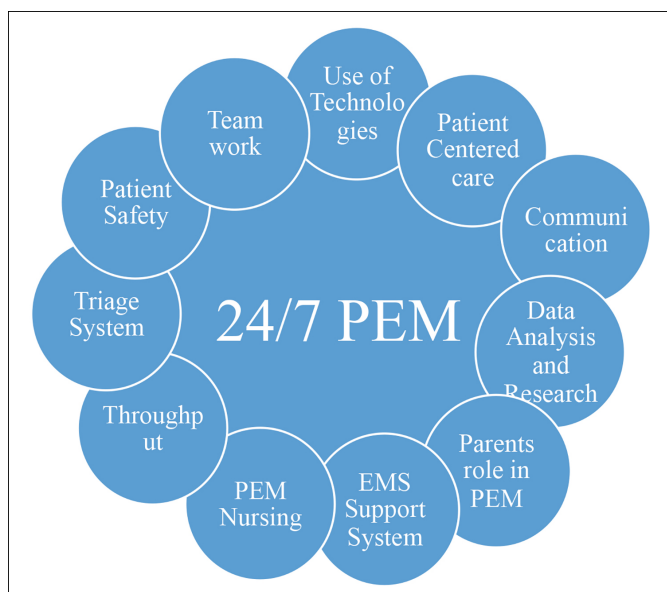 Use of
Technolo
gies
Patient
Centered
care
Communi
cation
Data
Analysis
and
Research
Parents
role in
PEM
EMS
Support
System
PEM
Nursing
Throughp
ut
Triage
System
Patient
Safety
Team
work
24/7 PEM